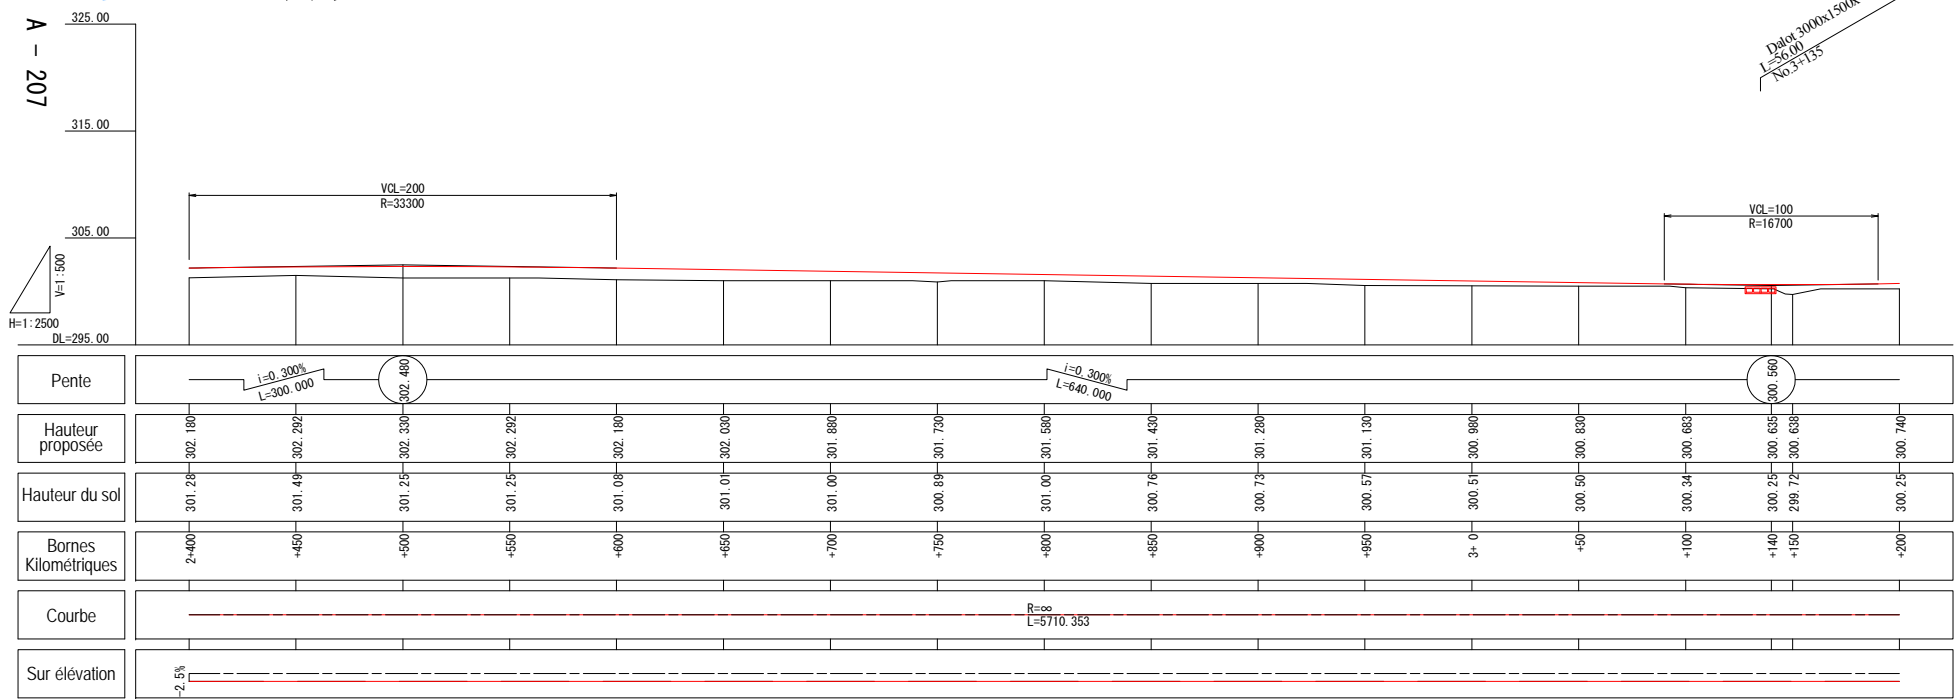 A - 207
325.00
315.00
305.00
DL=295.00
V=1:500
H=1:2500
VCL=200
R=33300
VCL=100
R=16700
Dalot 3000x1500x
L=56.00
No.3+135
Pente
i=0.300%
L=300.000
302.480
i=0.300%
L=640.000
300.560
Hauteur
proposée
302.180 302.292 302.330 302.292 302.180 302.030 301.880 301.730 301.580 301.430 301.280 301.130 300.980 300.830 300.683 300.635 300.638 300.740
Hauteur du sol
301.28 301.49 301.25 301.25 301.08 301.01 301.00 300.89 301.00 300.76 300.73 300.57 300.51 300.50 300.34 300.25 299.72 300.25
Bornes
Kilométriques
2+400 +450 +500 +550 +600 +650 +700 +750 +800 +850 +900 +950 3+ 0 +50 +100 +140 +150 +200
Courbe
R=∞
L=5710.353
Sur élévation
-2.5%